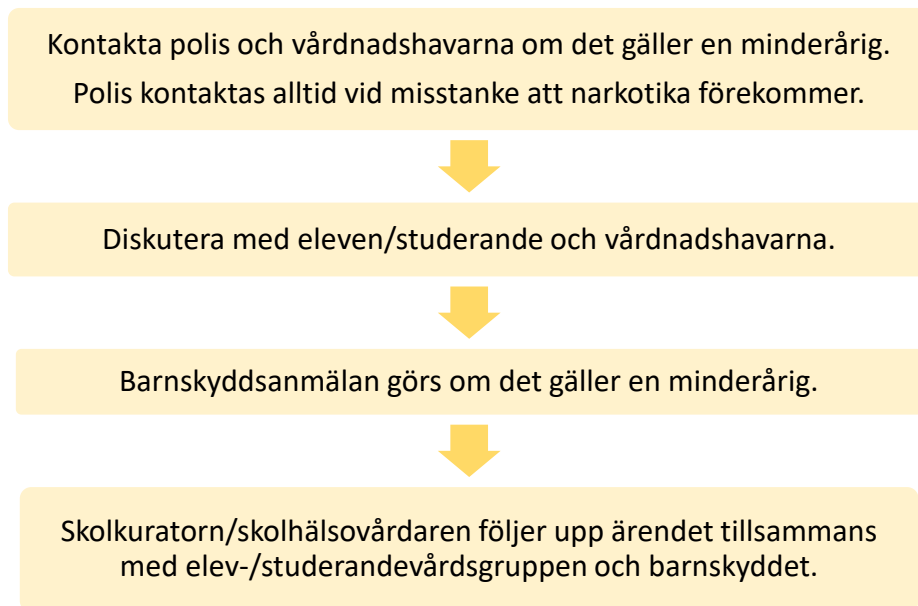 Kontakta polis och vårdnadshavarna om det gäller en minderårig.
Polis kontaktas alltid vid misstanke att narkotika förekommer.
Diskutera med eleven/studerande och vårdnadshavarna.
Barnskyddsanmälan görs om det gäller en minderårig.
Skolkuratorn/skolhälsovårdaren följer upp ärendet tillsammans
med elev-/studerandevårdsgruppen och barnskyddet.